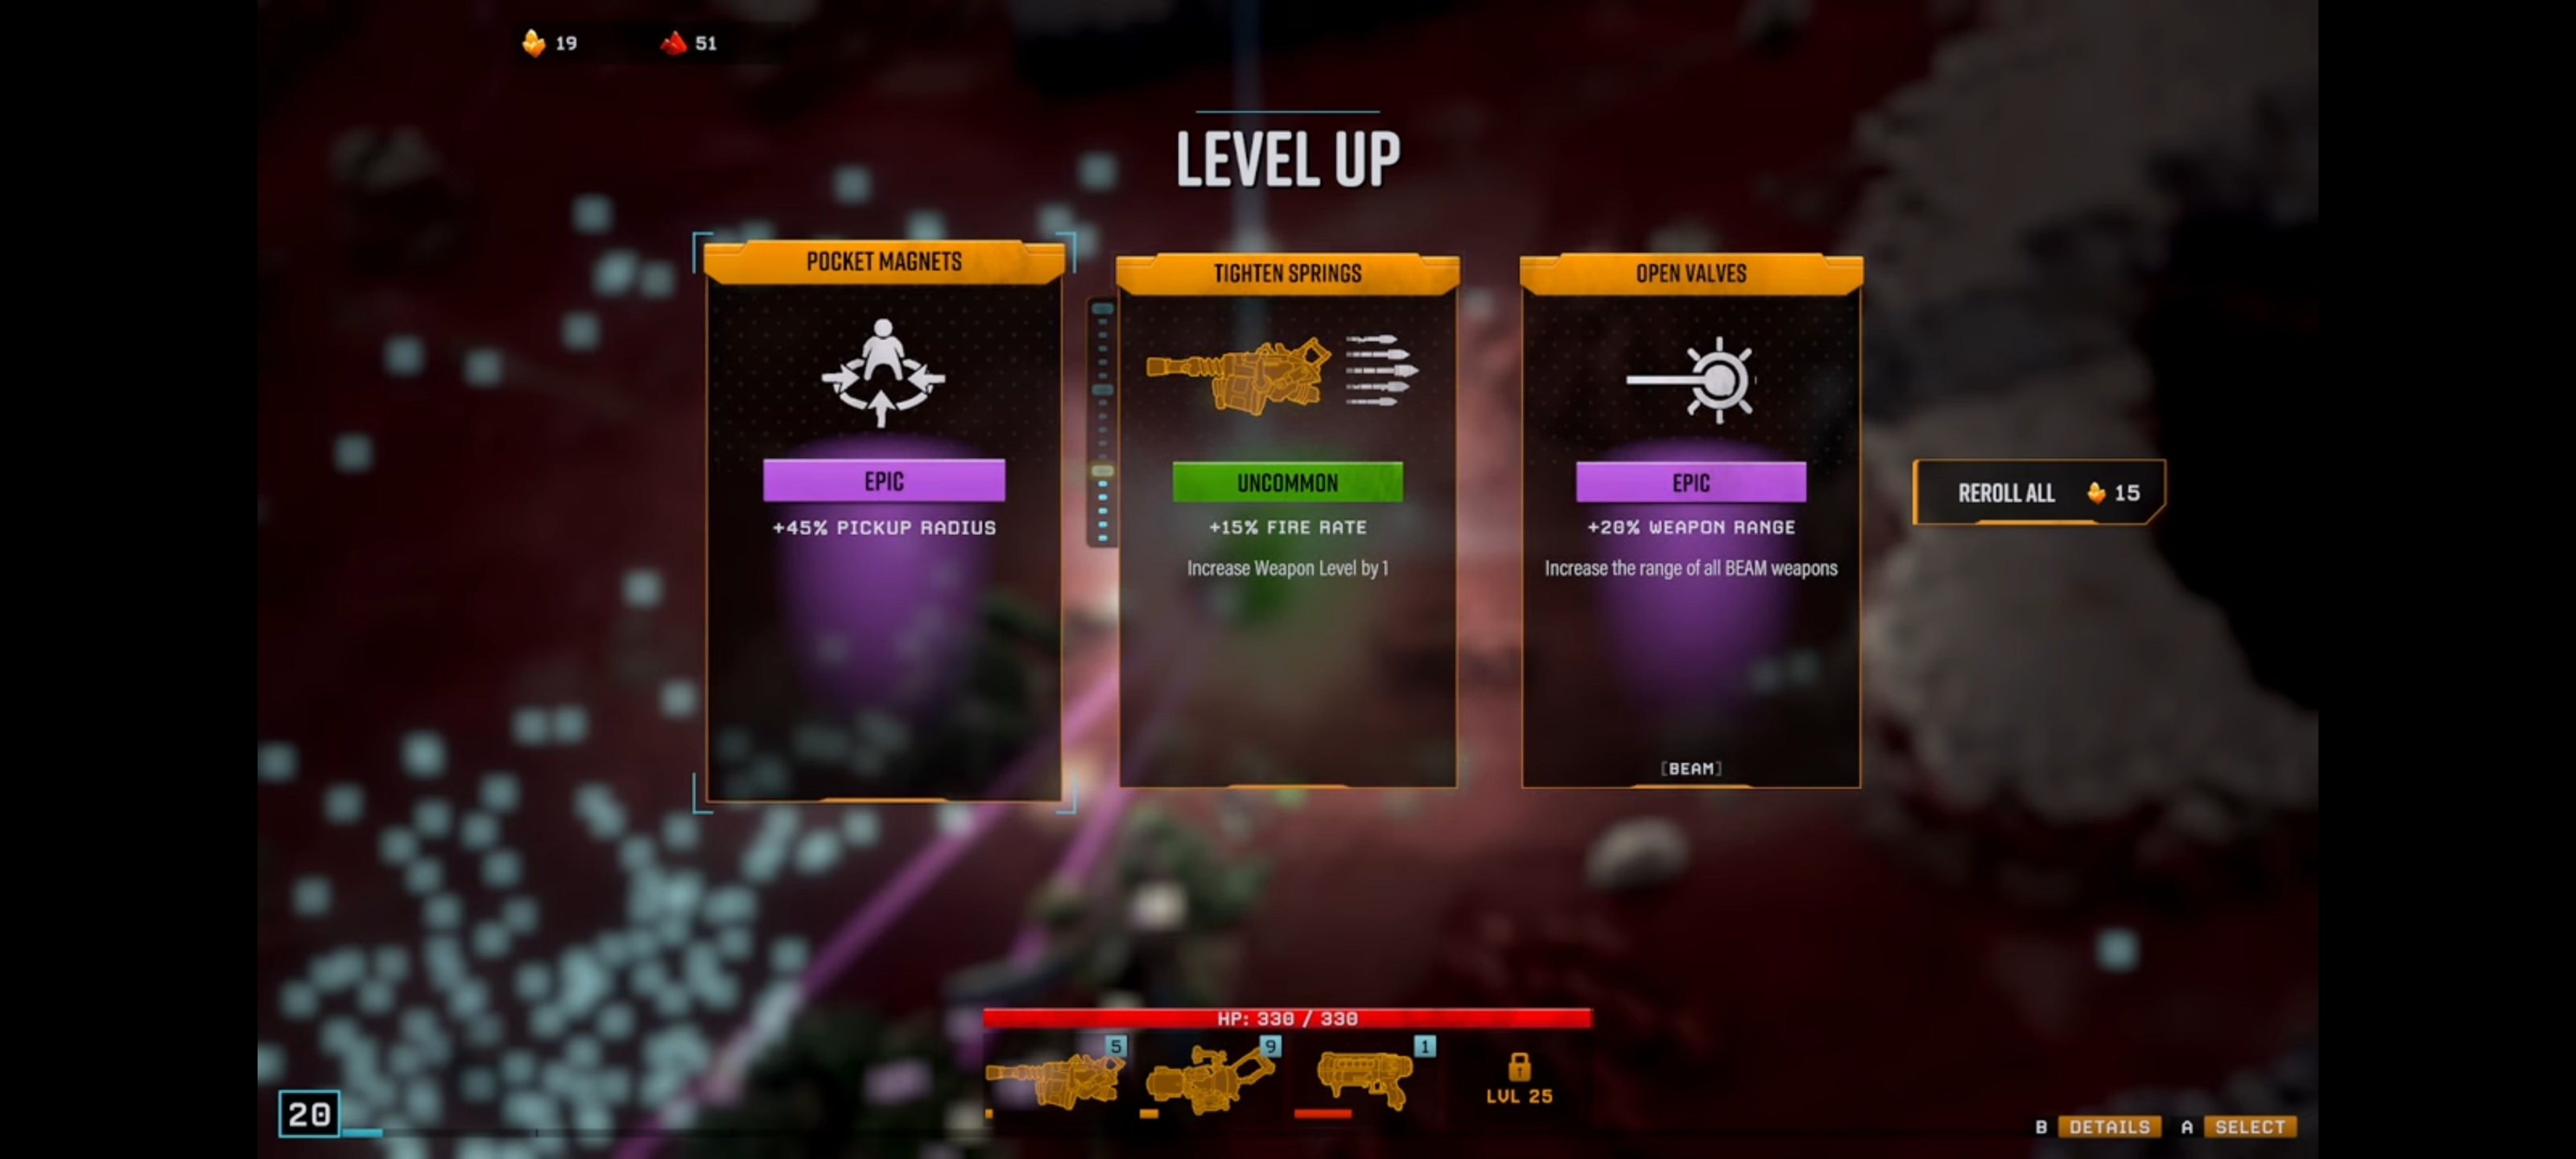 19 51
LEVEL UP
POCKET MAGNETS
EPIC
+45% PICKUP RADIUS
TIGHTEN SPRINGS
UNCOMMON
+15% FIRE RATE
Increase Weapon Level by 1
OPEN VALVES
EPIC
+20% WEAPON RANGE
Increase the range of all BEAM weapons
[BEAM]
REROLL ALL 15
HP: 330 / 330
5 9 1
LVL 25
20
B DETAILS A SELECT